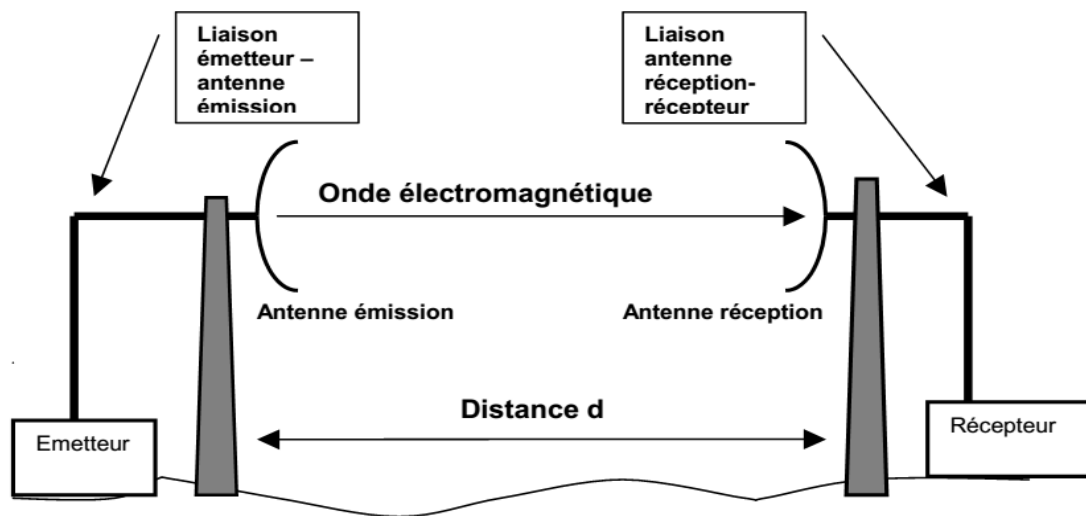 Liaison
émetteur –
antenne
émission
Liaison
antenne
réception-
récepteur
Onde électromagnétique
Antenne émission
Antenne réception
Distance d
Emetteur
Récepteur